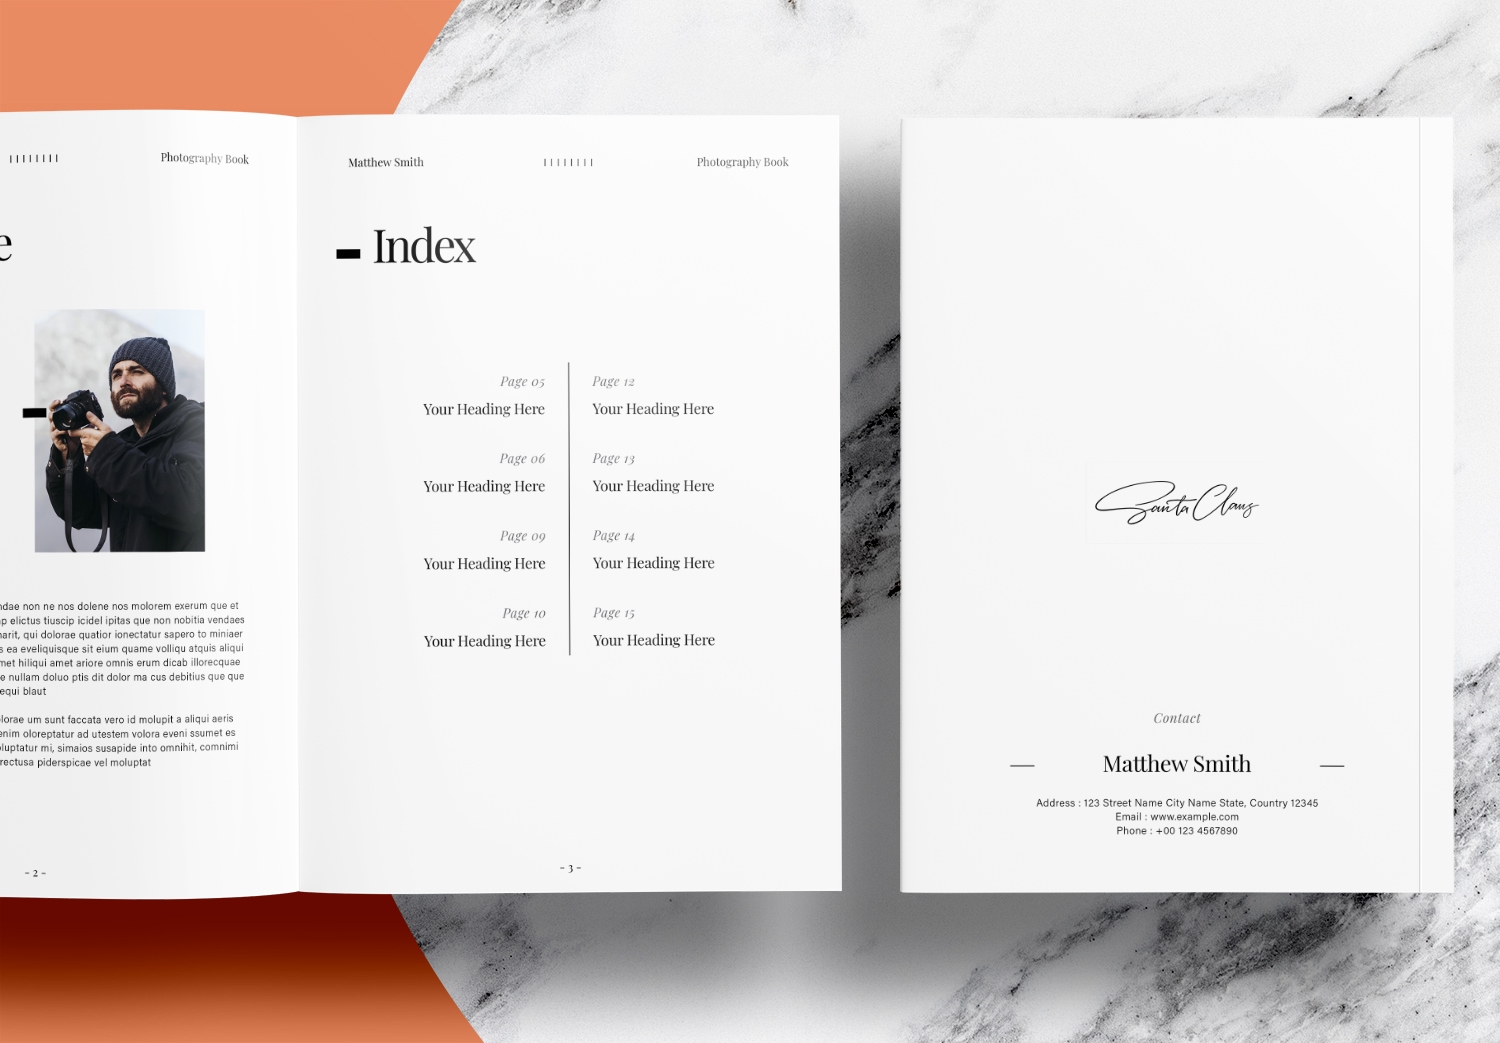 Photography Book
e
ndae non ne nos dolene nos molorem exerum que et
p elictus tiuscip icidel ipitas que non nobitia vendaes
narit, qui dolorae quatior ionectatur sapero to miniaer
s ea eveliquisque sit eium quame volliqu atquis aliqui
met hiliqui amet ariore omnis erum dicab illorecquae
e nullam doluo ptis dit dolor ma cus debitius que que
equi blaut
olorae um sunt faccata vero id molupit a aliqui aeris
enim oloreptatur ad utestem volora eveni ssumet es
oluptatur mi, simaios susapide into omnihit, comnimi
rectusa piderspicae vel moluptat
- 2 -
Matthew Smith
Photography Book
Index
Page 05
Your Heading Here
Page 06
Your Heading Here
Page 09
Your Heading Here
Page 10
Your Heading Here
Page 12
Your Heading Here
Page 13
Your Heading Here
Page 14
Your Heading Here
Page 15
Your Heading Here
- 3 -
Santa Claus
Contact
Matthew Smith
Address : 123 Street Name City Name State, Country 12345
Email : www.example.com
Phone : +00 123 4567890